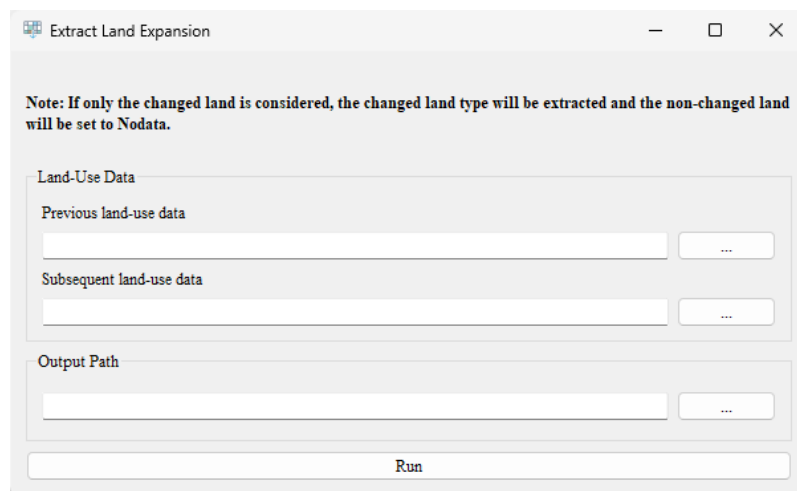 Extract Land Expansion
Note: If only the changed land is considered, the changed land type will be extracted and the non-changed land
will be set to Nodata.
Land-Use Data
Previous land-use data
...
Subsequent land-use data
...
Output Path
...
Run